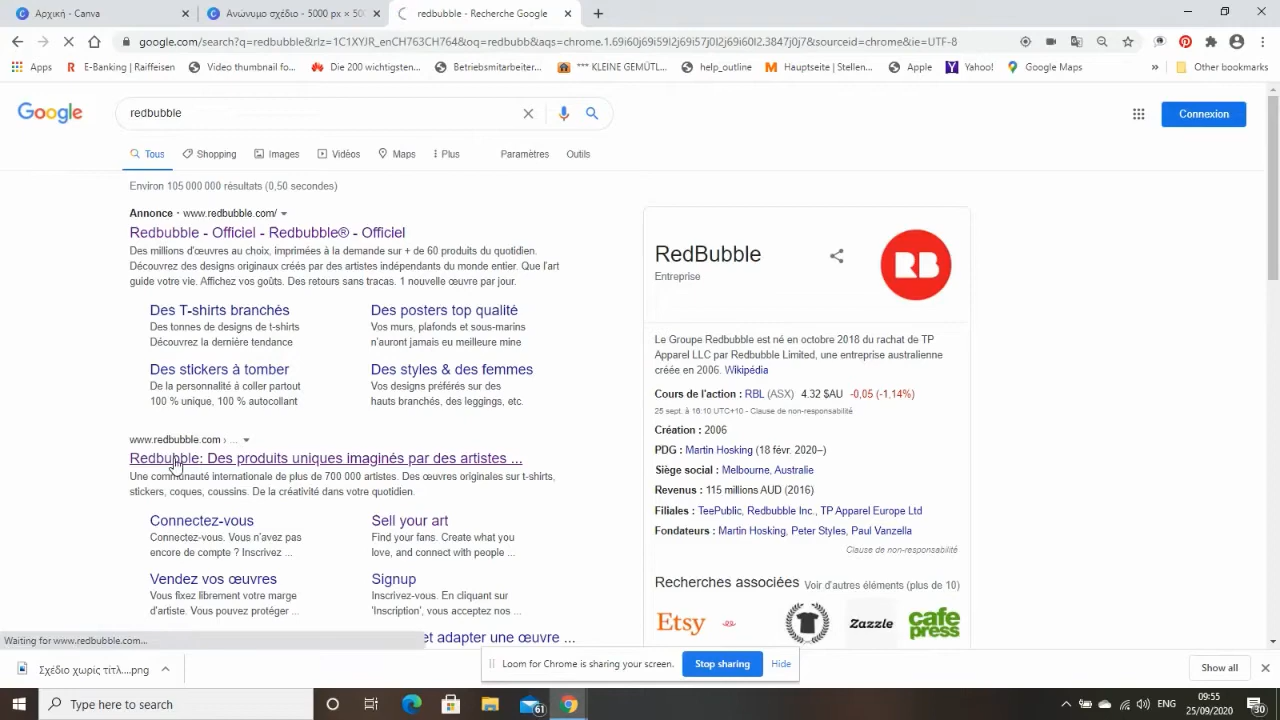 Αρχική - Canva
Ανώνυμο σχέδιο - 5000 px × 500
redbubble - Recherche Google
google.com/search?q=redbubble&rlz=1C1XYJR_enCH763CH764&oq=redbubb&aqs=chrome.1.69i60j69i59l2j69i57j0l2j69i60l2.3847j0j7&sourceid=chrome&ie=UTF-8
Apps
E-Banking | Raiffeisen
Video thumbnail fo...
Die 200 wichtigsten...
Betriebsmitarbeiter...
*** KLEINE GEMÜTL...
help_outline
Hauptseite | Stellen...
Apple
Yahoo!
Google Maps
»
Other bookmarks
Google
redbubble
Connexion
Tous
Shopping
Images
Vidéos
Maps
Plus
Paramètres
Outils
Environ 105 000 000 résultats (0,50 secondes)
Annonce · www.redbubble.com/
Redbubble - Officiel - Redbubble® - Officiel
Des millions d'œuvres au choix, imprimées à la demande sur + de 60 produits du quotidien.
Découvrez des designs originaux créés par des artistes indépendants du monde entier. Que l'art
guide votre vie. Affichez vos goûts. Des retours sans tracas. 1 nouvelle œuvre par jour.
Des T-shirts branchés
Des tonnes de designs de t-shirts
Découvrez la dernière tendance
Des posters top qualité
Vos murs, plafonds et sous-marins
n'auront jamais eu meilleure mine
Des stickers à tomber
De la personnalité à coller partout
100 % unique, 100 % autocollant
Des styles & des femmes
Vos designs préférés sur des
hauts branchés, des leggings, etc.
www.redbubble.com › ...
Redbubble: Des produits uniques imaginés par des artistes ...
Une communauté internationale de plus de 700 000 artistes. Des œuvres originales sur t-shirts,
stickers, coques, coussins. De la créativité dans votre quotidien.
Connectez-vous
Connectez-vous. Vous n'avez pas
encore de compte ? Inscrivez ...
Sell your art
Find your fans. Create what you
love, and connect with people ...
Vendez vos œuvres
Vous fixez librement votre marge
d'artiste. Vous pouvez protéger ...
Signup
Inscrivez-vous. En cliquant sur
'Inscription', vous acceptez nos ...
et adapter une œuvre ...
RedBubble
Entreprise
RB
Le Groupe Redbubble est né en octobre 2018 du rachat de TP
Apparel LLC par Redbubble Limited, une entreprise australienne
créée en 2006. Wikipédia
Cours de l'action : RBL (ASX) 4.32 $AU -0,05 (-1,14%)
25 sept. à 16:10 UTC+10 - Clause de non-responsabilité
Création : 2006
PDG : Martin Hosking (18 févr. 2020–)
Siège social : Melbourne, Australie
Revenus : 115 millions AUD (2016)
Filiales : TeePublic, Redbubble Inc., TP Apparel Europe Ltd
Fondateurs : Martin Hosking, Peter Styles, Paul Vanzella
Clause de non-responsabilité
Recherches associées
Voir d'autres éléments (plus de 10)
Etsy
Zazzle
cafe
press
Waiting for www.redbubble.com...
Σχέδιο χωρίς τίτλ....png
Loom for Chrome is sharing your screen.
Stop sharing
Hide
Show all
Type here to search
61
ENG
09:55
25/09/2020
30